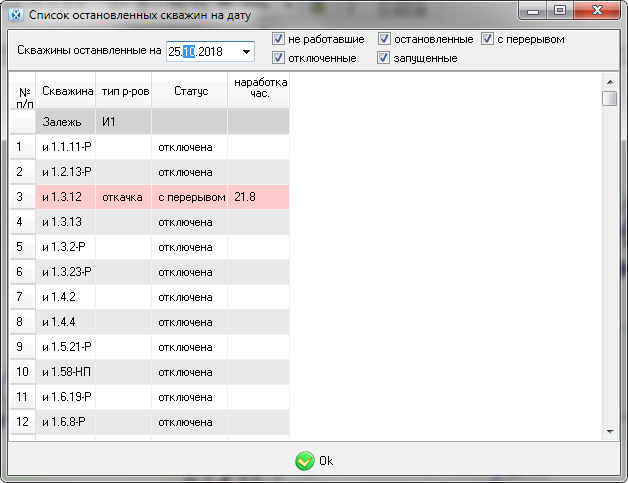 Список остановленных скважин на дату
Скважины оставленные на 25.10.2018
не работавшие остановленные с перерывом
отключенные запущенные
№ п/п Скважина тип р-ров Статус наработка час.
Залежь И1
1 и 1.1.11-Р отключена
2 и 1.2.13-Р отключена
3 и 1.3.12 откачка с перерывом 21.8
4 и 1.3.13 отключена
5 и 1.3.2-Р отключена
6 и 1.3.23-Р отключена
7 и 1.4.2 отключена
8 и 1.4.4 отключена
9 и 1.5.21-Р отключена
10 и 1.58-НП отключена
11 и 1.6.19-Р отключена
12 и 1.6.8-Р отключена
Ok